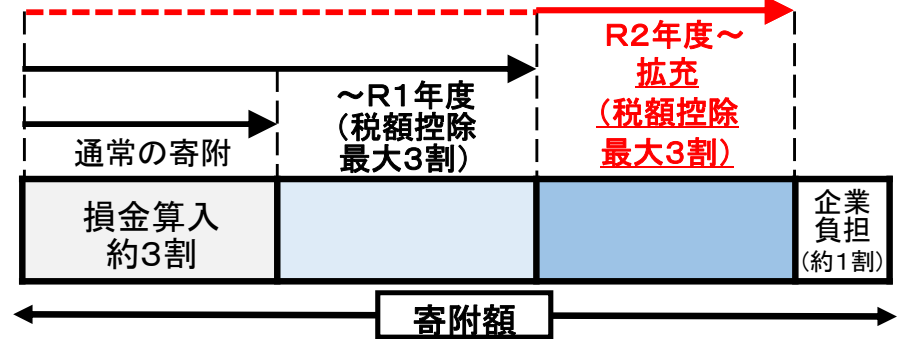 R2年度～
拡充
(税額控除
最大3割)
～R1年度
(税額控除
最大3割)
通常の寄附
損金算入
約3割
企業
負担
(約1割)
寄附額